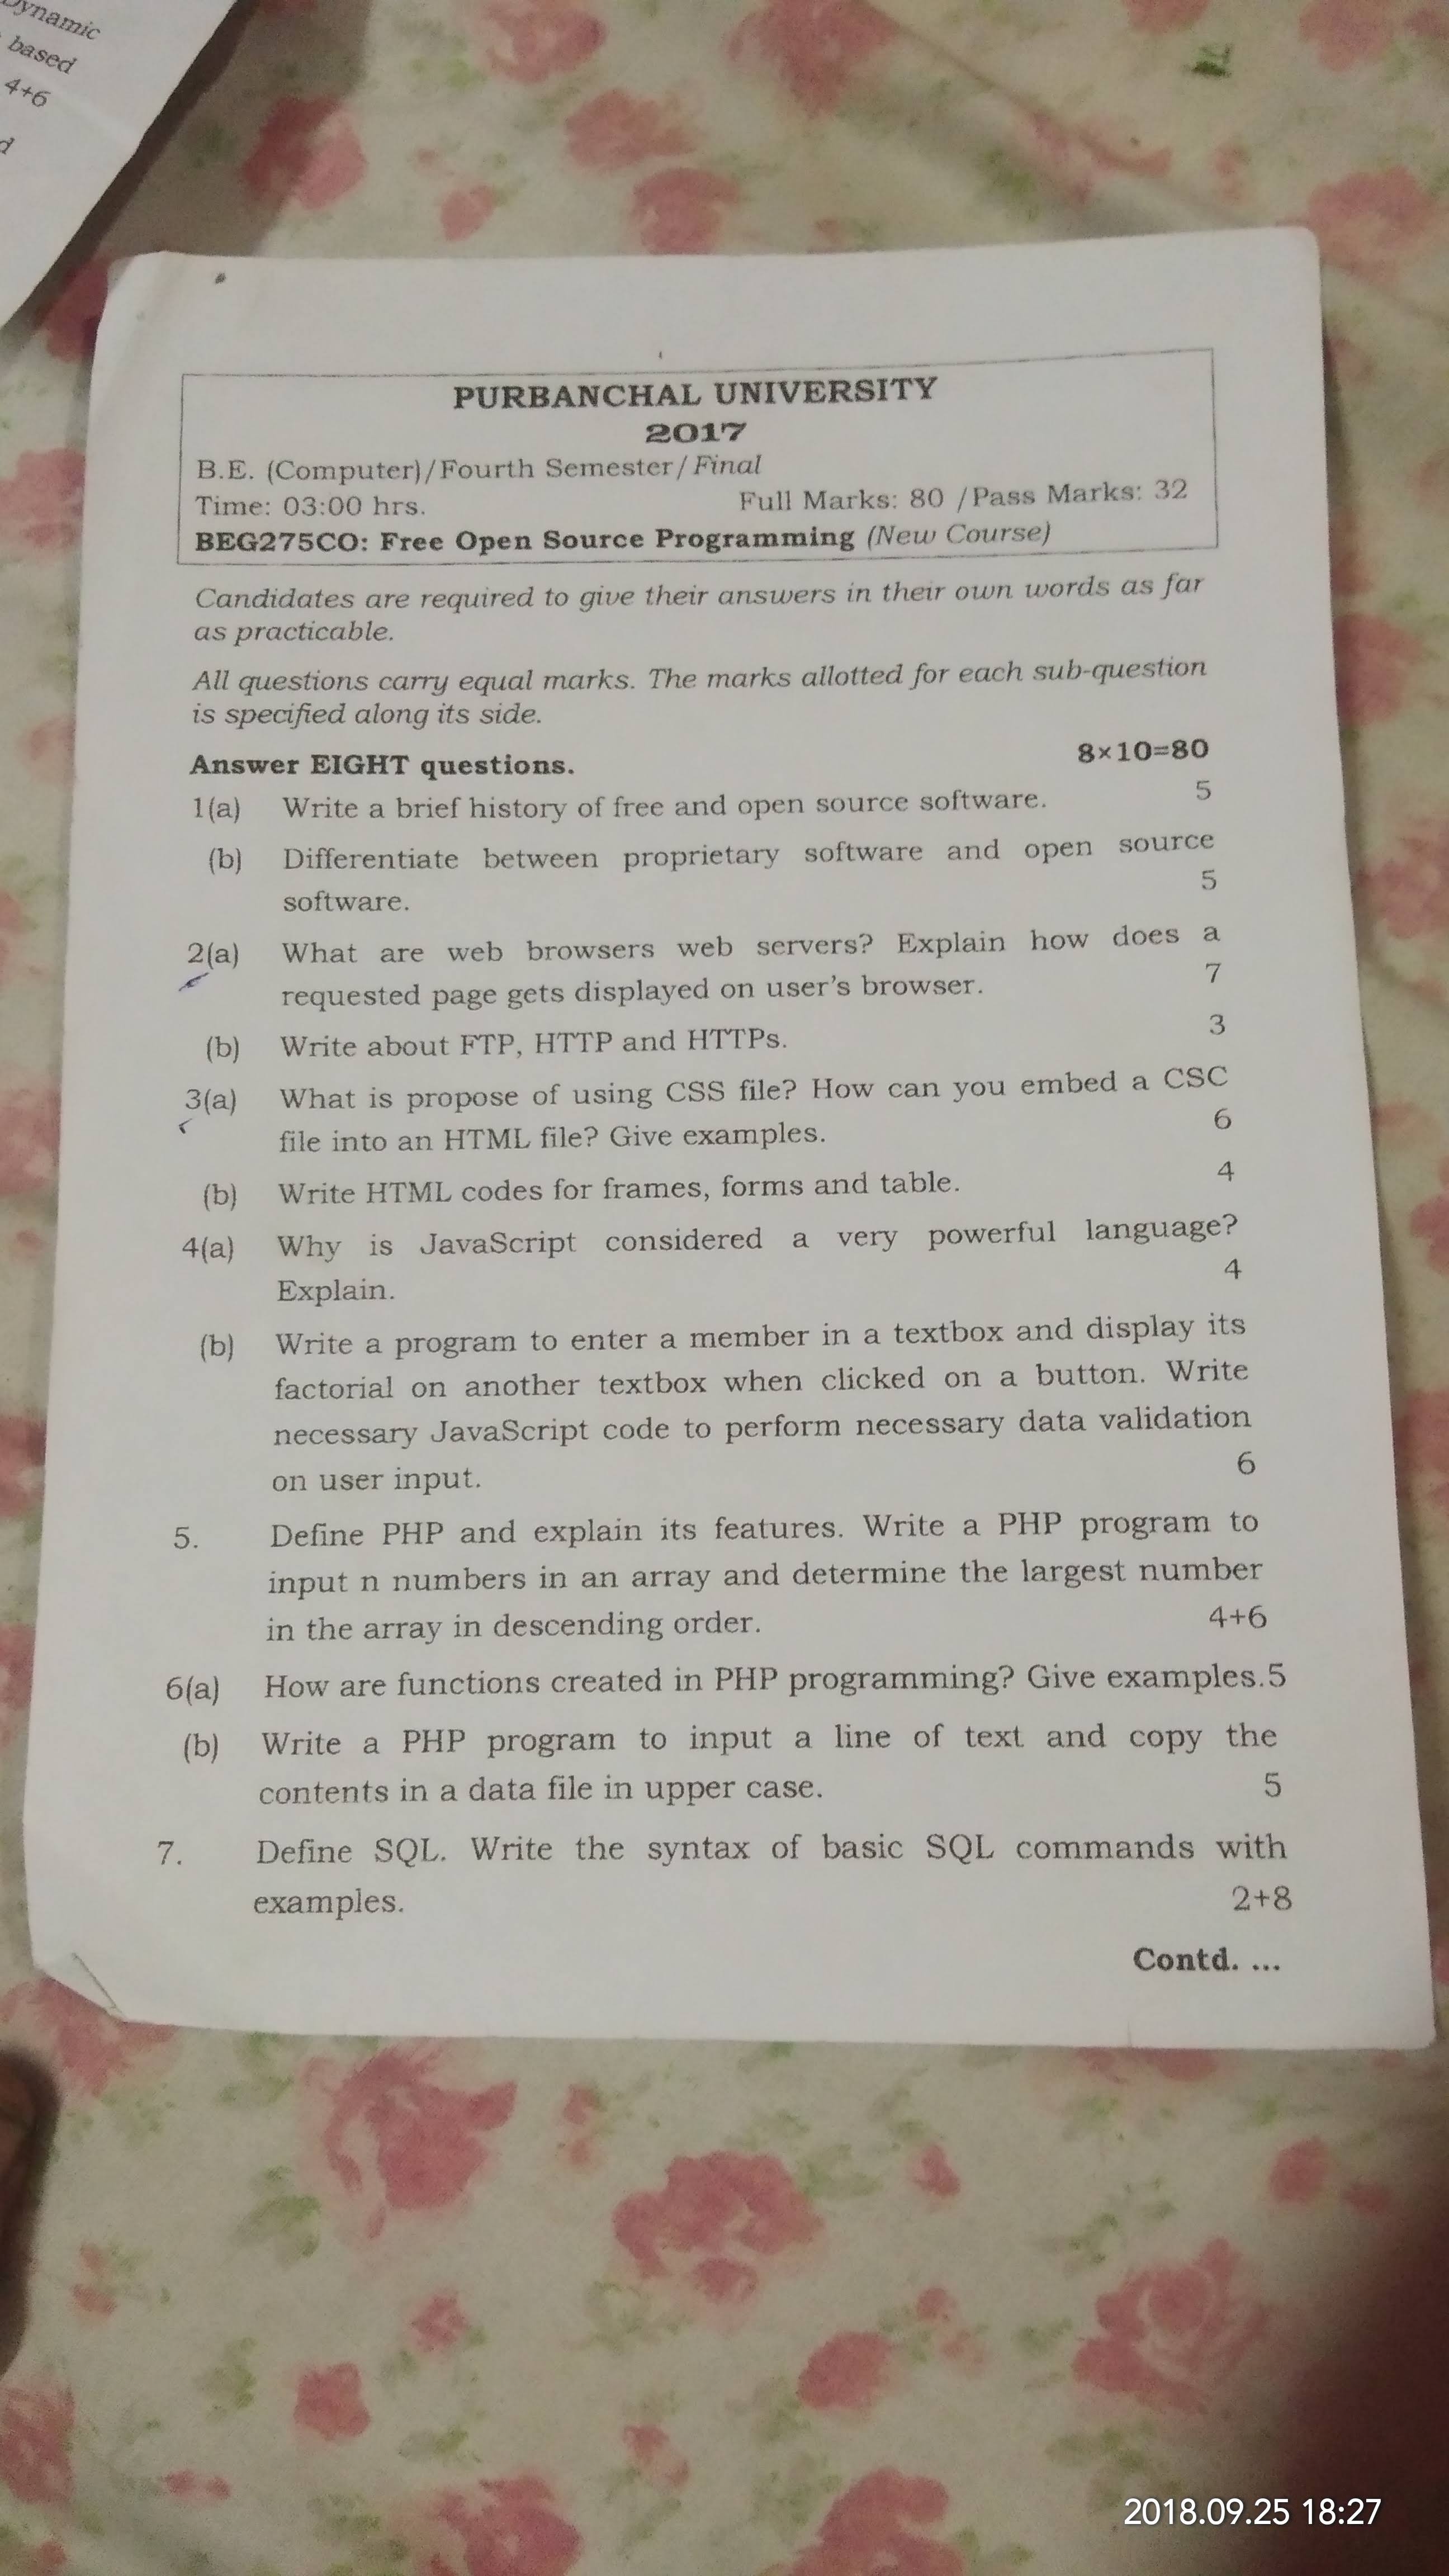 Dynamic
based
4+6
d
PURBANCHAL UNIVERSITY
2017
B.E. (Computer)/Fourth Semester/Final
Time: 03:00 hrs. Full Marks: 80 /Pass Marks: 32
BEG275CO: Free Open Source Programming (New Course)
Candidates are required to give their answers in their own words as far
as practicable.
All questions carry equal marks. The marks allotted for each sub-question
is specified along its side.
Answer EIGHT questions. 8×10=80
1(a) Write a brief history of free and open source software. 5
(b) Differentiate between proprietary software and open source
software. 5
2(a) What are web browsers web servers? Explain how does a
requested page gets displayed on user's browser. 7
(b) Write about FTP, HTTP and HTTPs. 3
3(a) What is propose of using CSS file? How can you embed a CSC
file into an HTML file? Give examples. 6
(b) Write HTML codes for frames, forms and table. 4
4(a) Why is JavaScript considered a very powerful language?
Explain. 4
(b) Write a program to enter a member in a textbox and display its
factorial on another textbox when clicked on a button. Write
necessary JavaScript code to perform necessary data validation
on user input. 6
5. Define PHP and explain its features. Write a PHP program to
input n numbers in an array and determine the largest number
in the array in descending order. 4+6
6(a) How are functions created in PHP programming? Give examples.5
(b) Write a PHP program to input a line of text and copy the
contents in a data file in upper case. 5
7. Define SQL. Write the syntax of basic SQL commands with
examples. 2+8
Contd. ...
2018.09.25 18:27